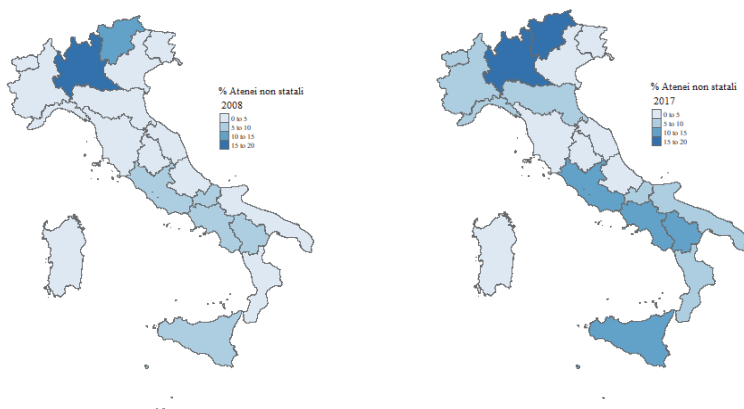 % Atenei non statali
2008
0 to 5
5 to 10
10 to 15
15 to 20
% Atenei non statali
2017
0 to 5
5 to 10
10 to 15
15 to 20